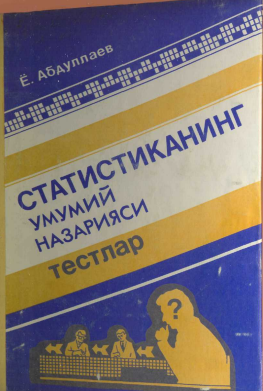 Ё. Абдуллаев
СТАТИСТИКАНИНГ
УМУМИЙ
НАЗАРИЯСИ
тестлар
?